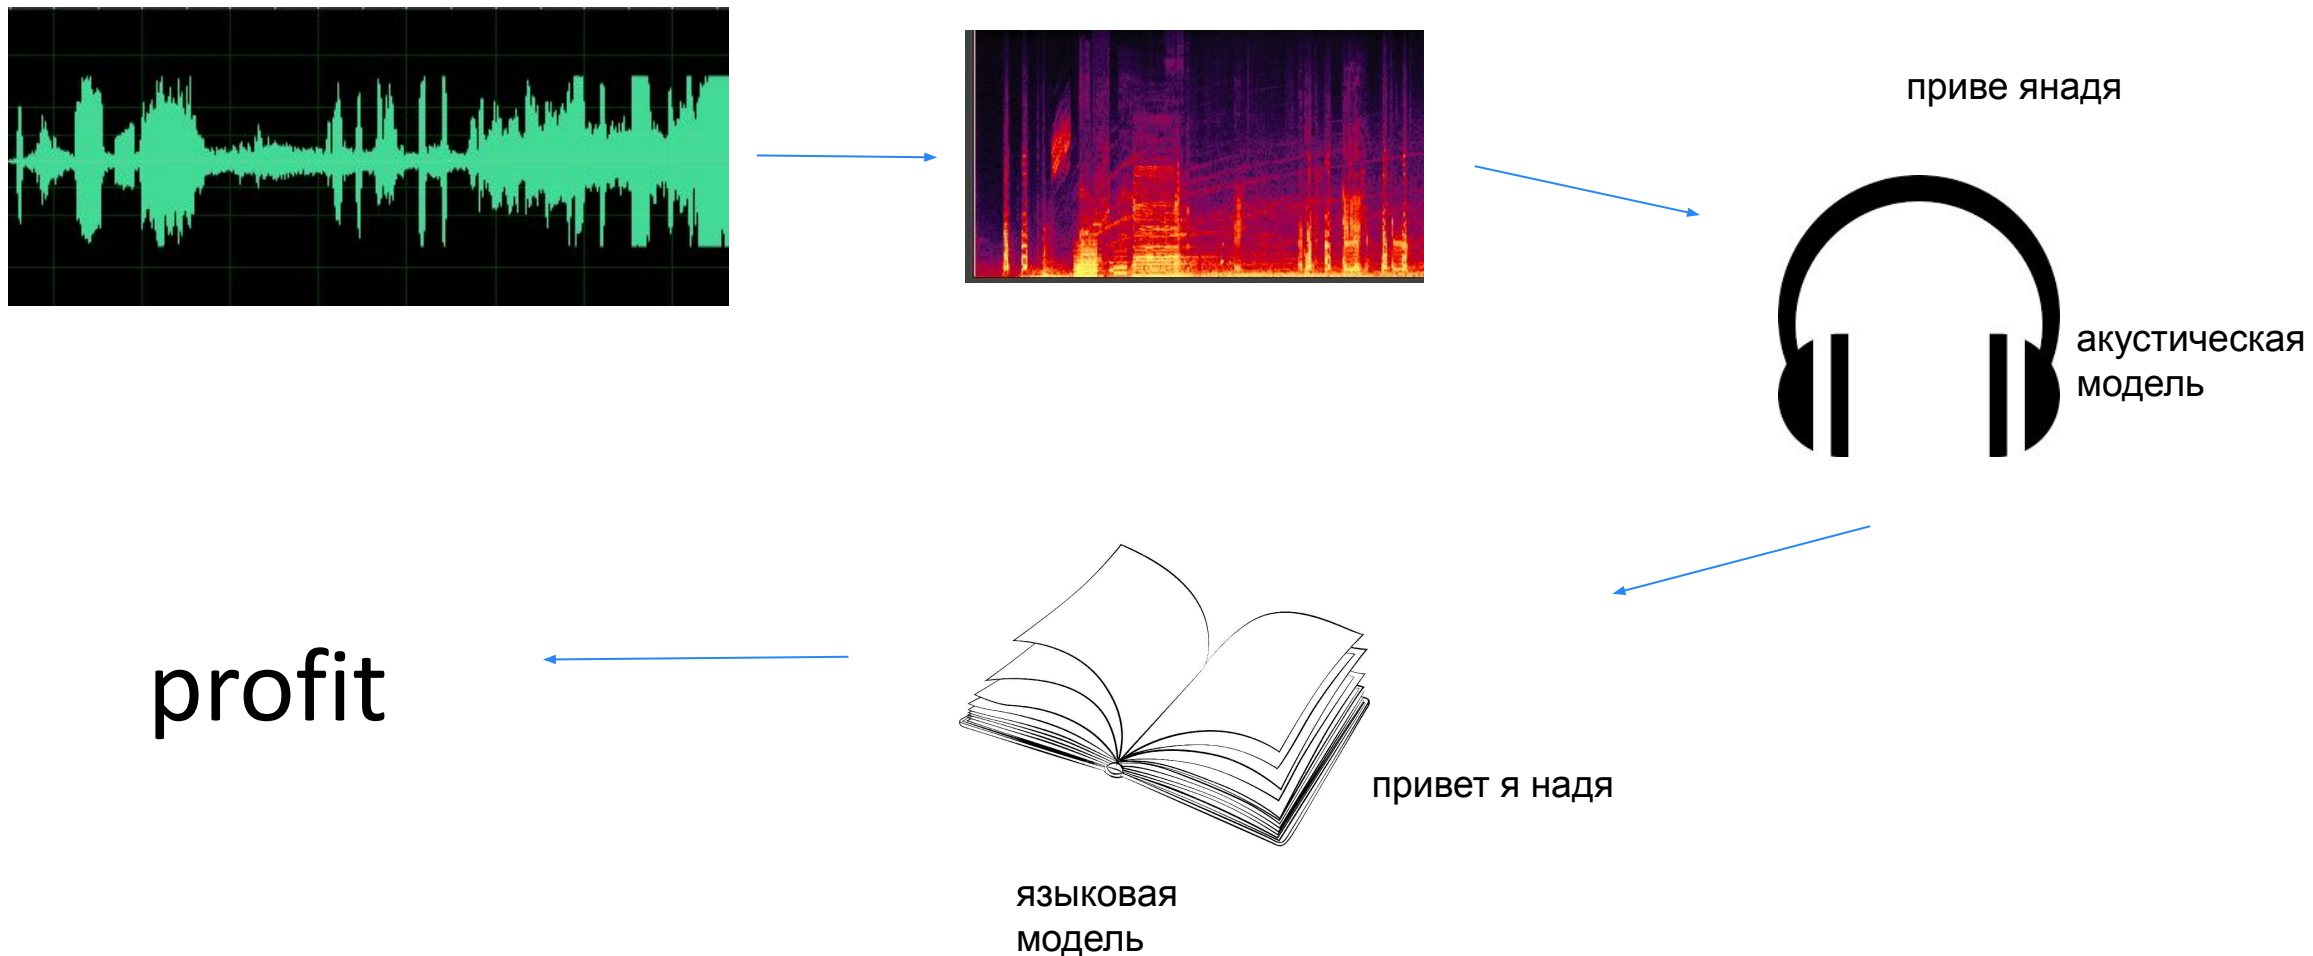 приве янадя
акустическая
модель
profit
привет я надя
языковая
модель